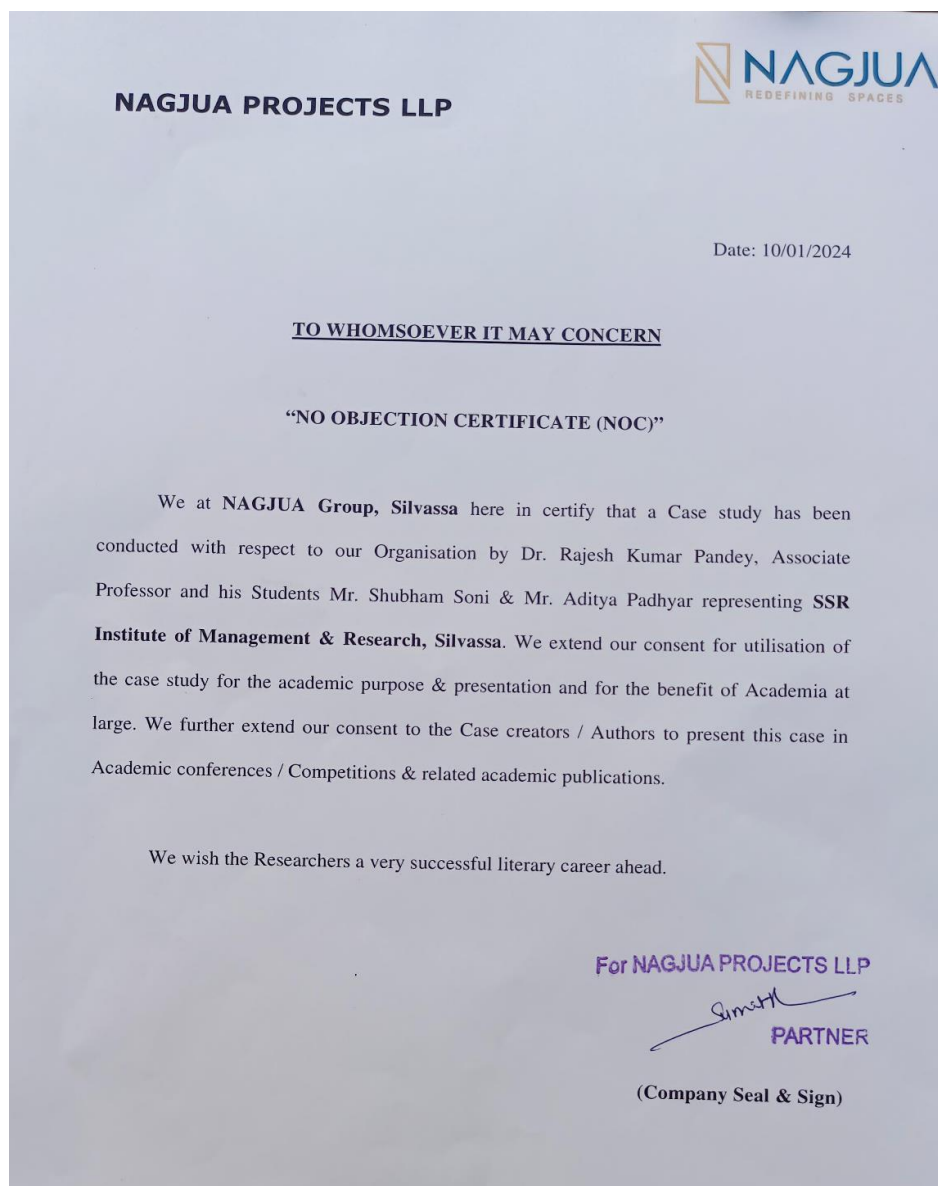 NAGJUA
REDEFINING SPACES
NAGJUA PROJECTS LLP
Date: 10/01/2024
TO WHOMSOEVER IT MAY CONCERN
“NO OBJECTION CERTIFICATE (NOC)”
We at NAGJUA Group, Silvassa here in certify that a Case study has been
conducted with respect to our Organisation by Dr. Rajesh Kumar Pandey, Associate
Professor and his Students Mr. Shubham Soni & Mr. Aditya Padhyar representing SSR
Institute of Management & Research, Silvassa. We extend our consent for utilisation of
the case study for the academic purpose & presentation and for the benefit of Academia at
large. We further extend our consent to the Case creators / Authors to present this case in
Academic conferences / Competitions & related academic publications.
We wish the Researchers a very successful literary career ahead.
For NAGJUA PROJECTS LLP
PARTNER
(Company Seal & Sign)